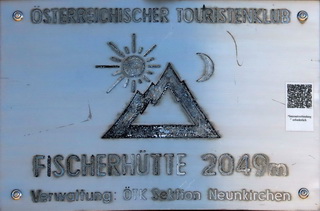 ÖSTERREICHISCHER TOURISTENKLUB
FISCHERHÜTTE 2049m
Verwaltung: ÖTK Sektion Neunkirchen